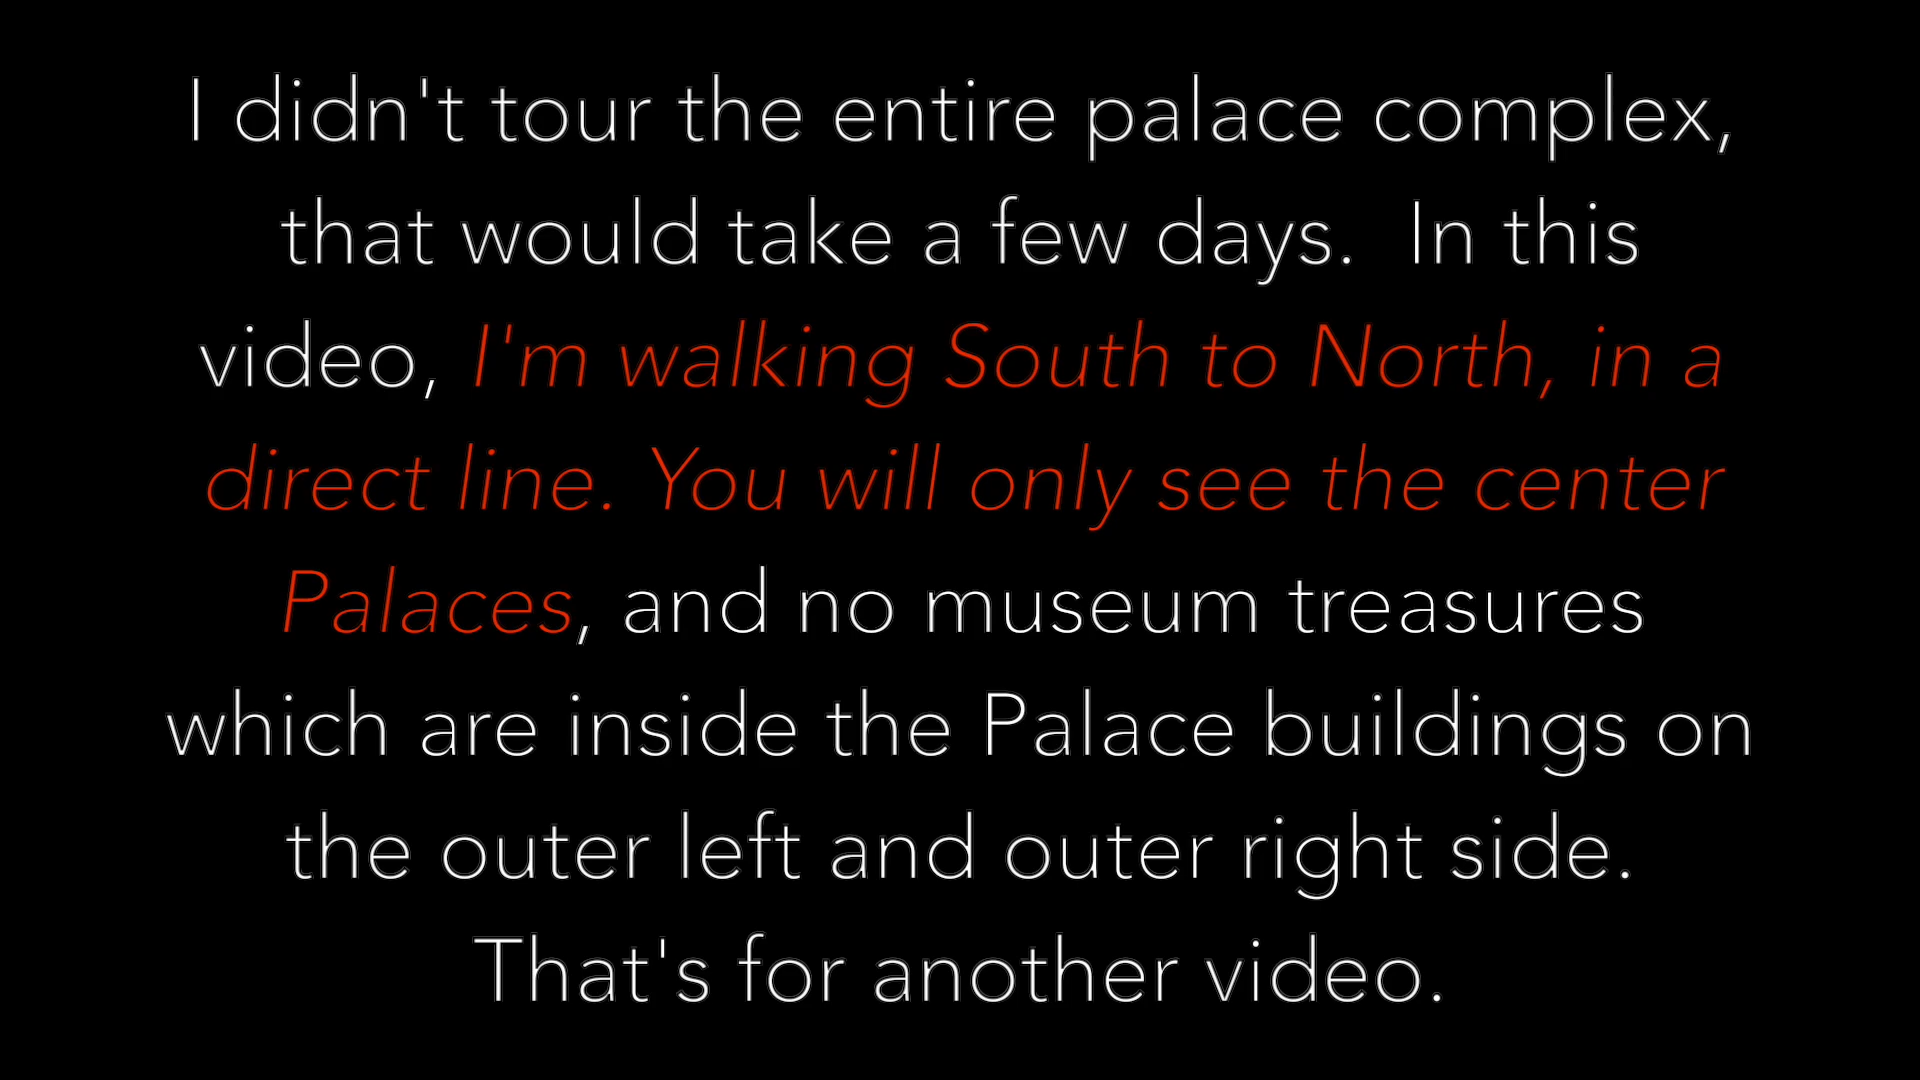 I didn't tour the entire palace complex,
that would take a few days.  In this
video, I'm walking South to North, in a
direct line. You will only see the center
Palaces, and no museum treasures
which are inside the Palace buildings on
the outer left and outer right side.
That's for another video.